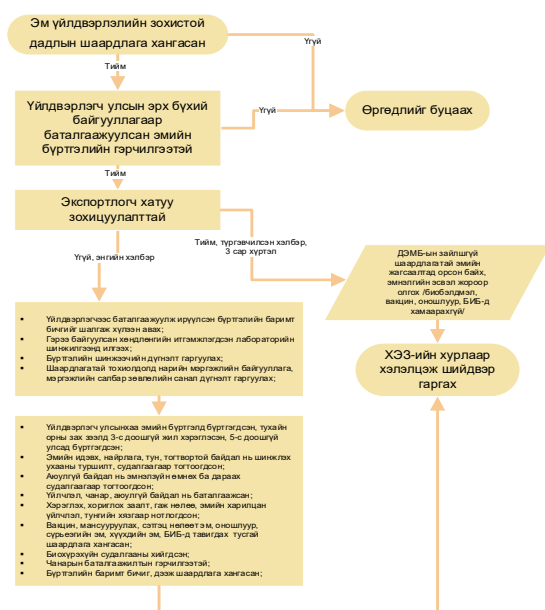 Эм үйлдвэрлэлийн зохистой
дадлын шаардлага хангасан
Үгүй
Тийм
Үйлдвэрлэгч улсын эрх бүхий
байгууллагаар
баталгаажуулсан эмийн
бүртгэлийн гэрчилгээтэй
Үгүй
Өргөдлийг буцаах
Тийм
Экспортлогч хатуу
зохицуулалттай
Тийм, түргэвчилсэн хэлбэр,
3 сар хүртэл
Үгүй, энгийн хэлбэр
ДЭМБ-ын зайлшгүй
шаардлагатай эмийн
жагсаалтад орсон байх,
эмнэлгийн эсвэл жороор
олгох /биобэлдмэл,
вакцин, оношлуур, БИБ-д
хамаарахгүй/
▪ Үйлдвэрлэгчээс баталгаажуулж ирүүлсэн бүртгэлийн баримт
бичгийг шалгаж хүлээн авах;
▪ Гэрээ байгуулсан хөндлөнгийн итгэмжлэгдсэн лабораторийн
шинжилгээнд илгээх;
▪ Бүртгэлийн шинжээчийн дүгнэлт гаргуулах;
▪ Шаардлагатай тохиолдолд нарийн мэргэжлийн байгууллага,
мэргэжлийн салбар зөвлөлийн санал дүгнэлт гаргуулах;
ХЭЗ-ийн хурлаар
хэлэлцэж шийдвэр
гаргах
▪ Үйлдвэрлэгч улсынхаа эмийн бүртгэлд бүртгэгдсэн, тухайн
орны зах зээлд 3-с доошгүй жил хэрэглэсэн, 5-с доошгүй
улсад бүртгэгдсэн;
▪ Эмийн идэвх, найрлага, тун, тогтвортой байдал нь шинжлэх
ухааны туршилт, судалгаагаар тогтоогдсон;
▪ Аюулгүй байдал нь эмнэлзүйн өмнөх ба дараах
судалгаагаар тогтоогдсон;
▪ Үйлчлэл, чанар, аюулгүй байдал нь баталгаажсан;
▪ Хэрэглэх, хориглох заалт, гаж нөлөө, эмийн харилцан
үйлчлэл, тунгийн хязгаар нотлогдсон;
▪ Вакцин, мансууруулах, сэтгэц нөлөөт эм, оношлуур,
сүрьеэгийн эм, хүүхдийн эм, БИБ-д тавигдах тусгай
шаардлага хангасан;
▪ Биохүрэхүйн судалгааны хийгдсэн;
▪ Чанарын баталгаажилтын гэрчилгээтэй;
▪ Бүртгэлийн баримт бичиг, дээж шаардлага хангасан;